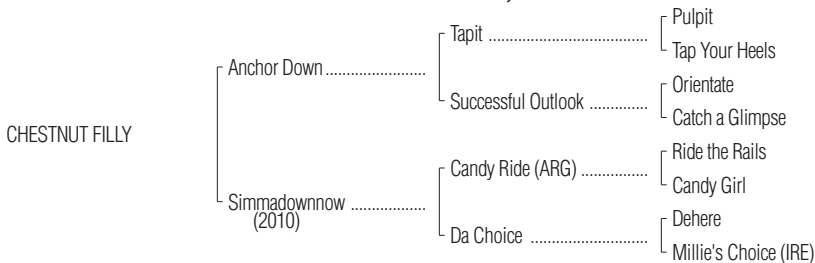 Pulpit
Tapit ........................................
Tap Your Heels
Anchor Down .........................
Orientate
Successful Outlook ...............
Catch a Glimpse
CHESTNUT FILLY
Ride the Rails
Candy Ride (ARG) .................
Candy Girl
Simmadownnow ...................
(2010)
Dehere
Da Choice .............................
Millie's Choice (IRE)